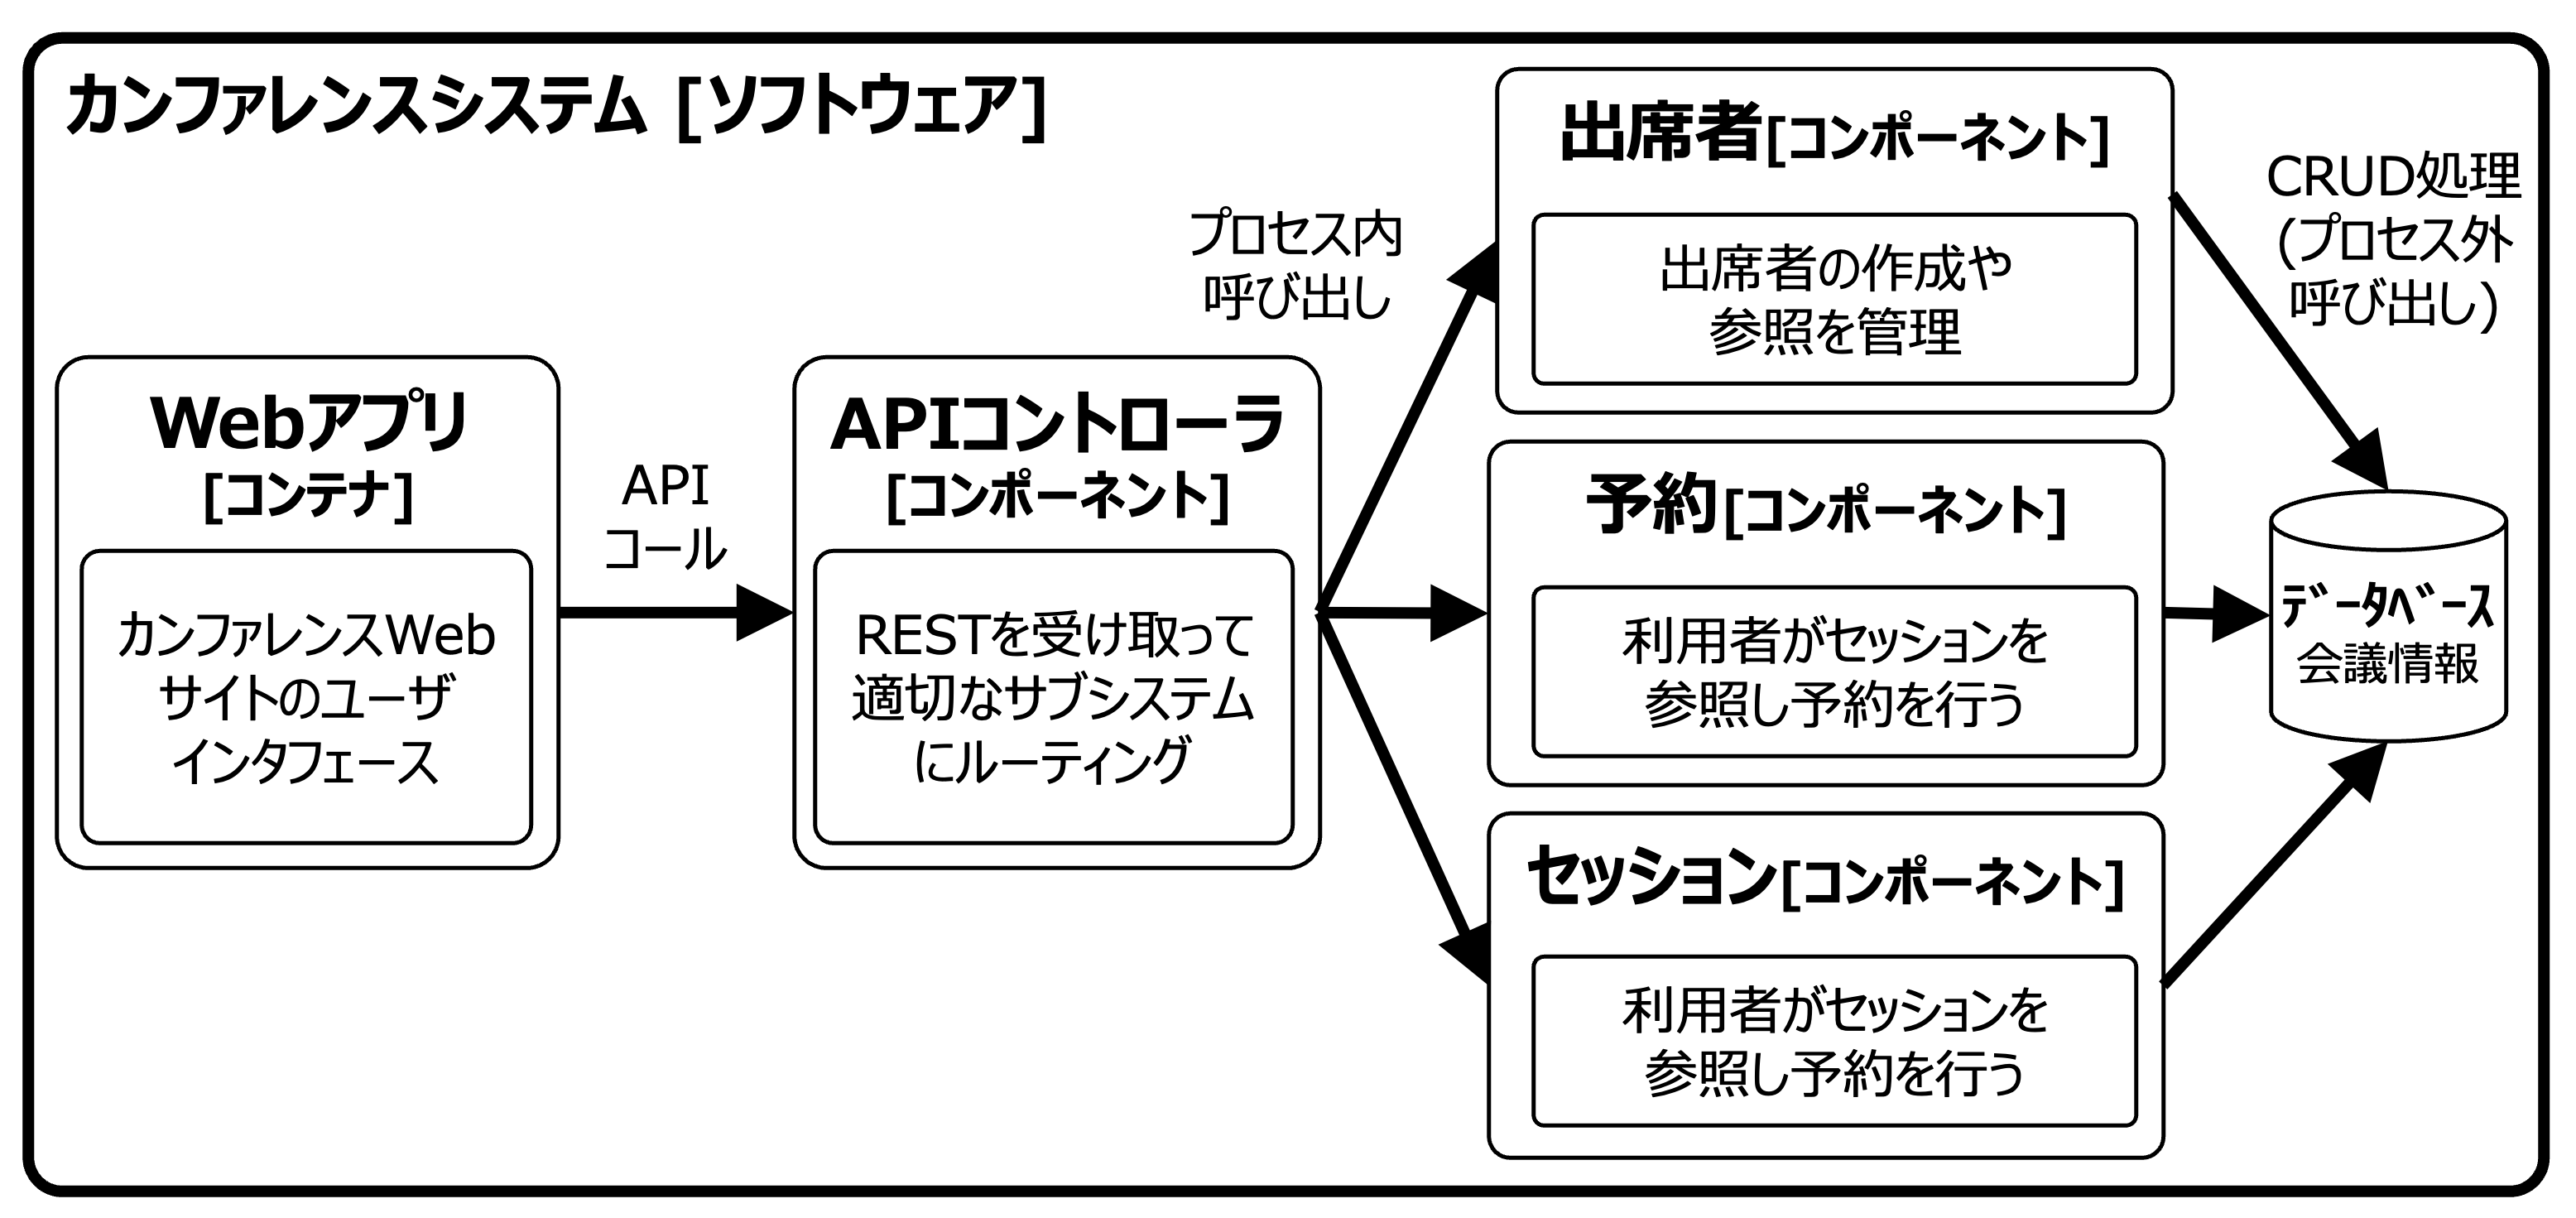 カンファレンスシステム [ソフトウェア]
Webアプリ
[コンテナ]
カンファレンスWeb
サイトのユーザ
インタフェース
API
コール
APIコントローラ
[コンポーネント]
RESTを受け取って
適切なサブシステム
にルーティング
プロセス内
呼び出し
出席者[コンポーネント]
出席者の作成や
参照を管理
予約[コンポーネント]
利用者がセッションを
参照し予約を行う
セッション[コンポーネント]
利用者がセッションを
参照し予約を行う
CRUD処理
(プロセス外
呼び出し)
データベース
会議情報